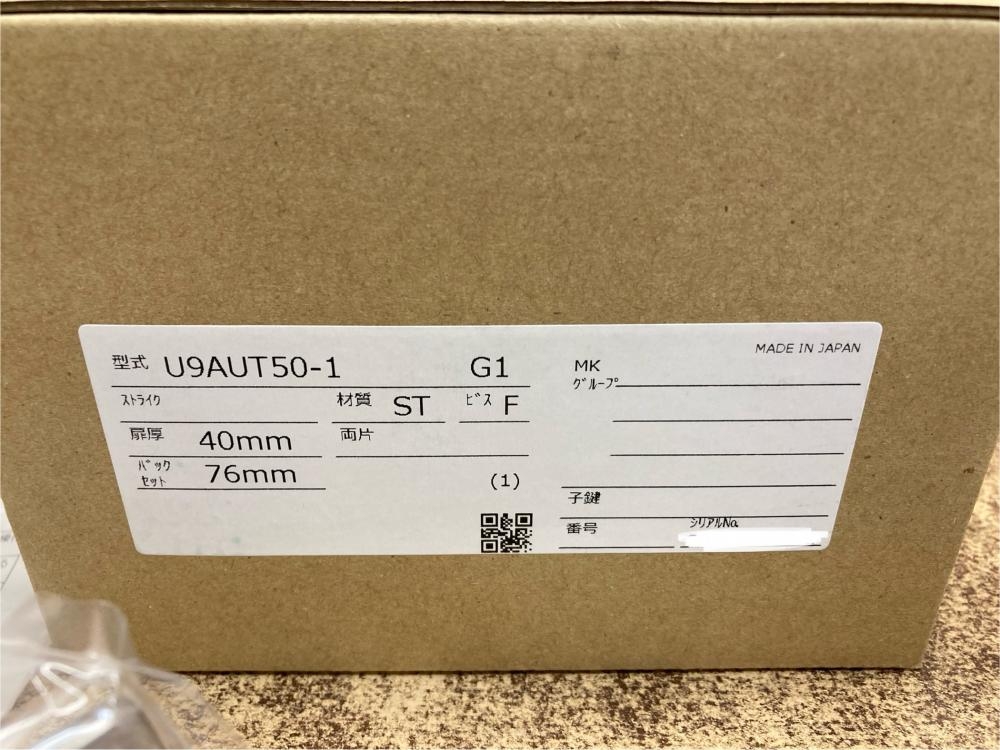 型式 U9AUT50-1 G1
ｽﾄﾗｲｸ 材質 ST ﾋﾞｽ F
扉厚 40mm 両片
ﾊﾞｯｸ
ｾｯﾄ 76mm
(1)
MADE IN JAPAN
MK
ｸﾞﾙｰﾌﾟ
子鍵
番号 ｼﾘｱﾙNo.